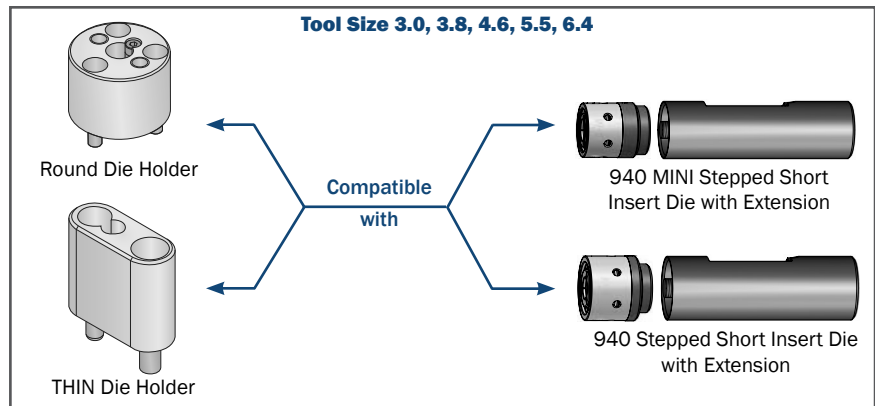 Tool Size 3.0, 3.8, 4.6, 5.5, 6.4
Round Die Holder
Compatible
with
940 MINI Stepped Short
Insert Die with Extension
THIN Die Holder
940 Stepped Short Insert Die
with Extension